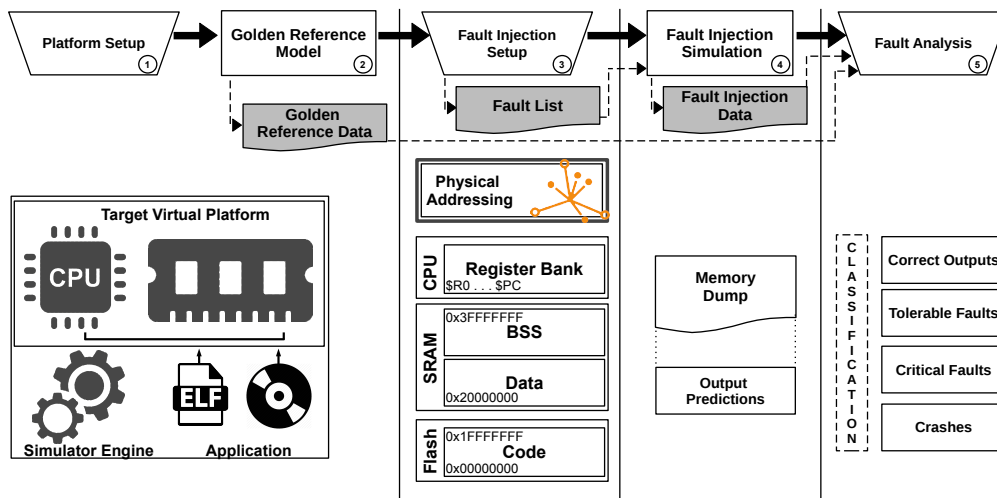 Platform Setup
1
Golden Reference
Model
2
Fault Injection
Setup
3
Fault Injection
Simulation
4
Fault Analysis
5
Golden
Reference Data
Fault List
Fault Injection
Data
Target Virtual Platform
CPU
ELF
Simulator Engine
Application
Physical
Addressing
CPU
Register Bank
$R0 . . . $PC
SRAM
0x3FFFFFFF
BSS
Data
0x20000000
Flash
0x1FFFFFFF
Code
0x00000000
Memory
Dump
Output
Predictions
CLASSIFICATION
Correct Outputs
Tolerable Faults
Critical Faults
Crashes